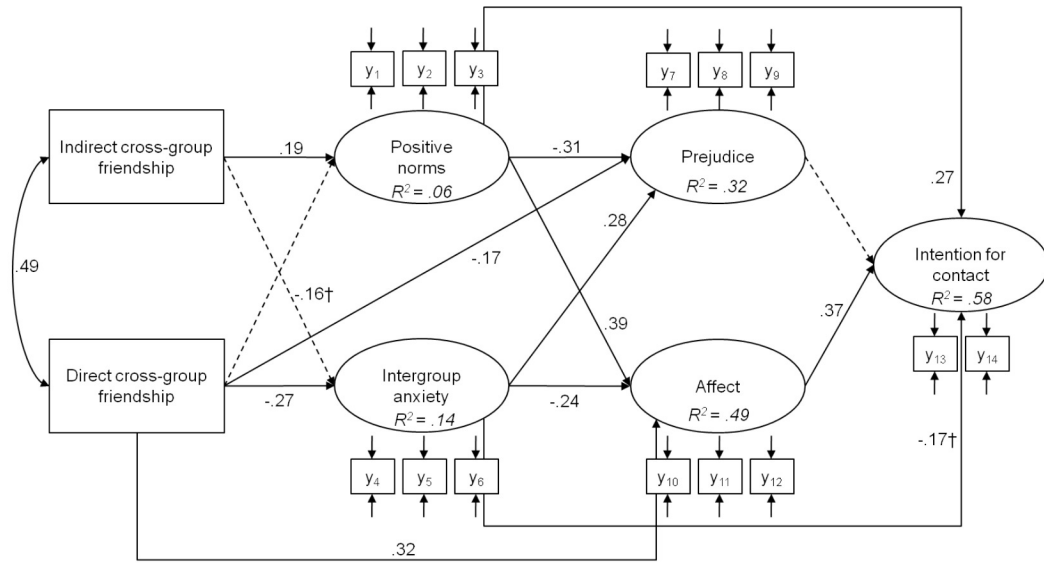 y₁
y₂
y₃
y₇
y₈
y₉
Indirect cross-group
friendship
.19
Positive
norms
R² = .06
-.31
Prejudice
R² = .32
.27
.28
.49
-.17
-.16†
Intention for
contact
R² = .58
.39
.37
y₁₃
y₁₄
Direct cross-group
friendship
-.27
Intergroup
anxiety
R² = .14
-.24
Affect
R² = .49
-.17†
y₄
y₅
y₆
y₁₀
y₁₁
y₁₂
.32